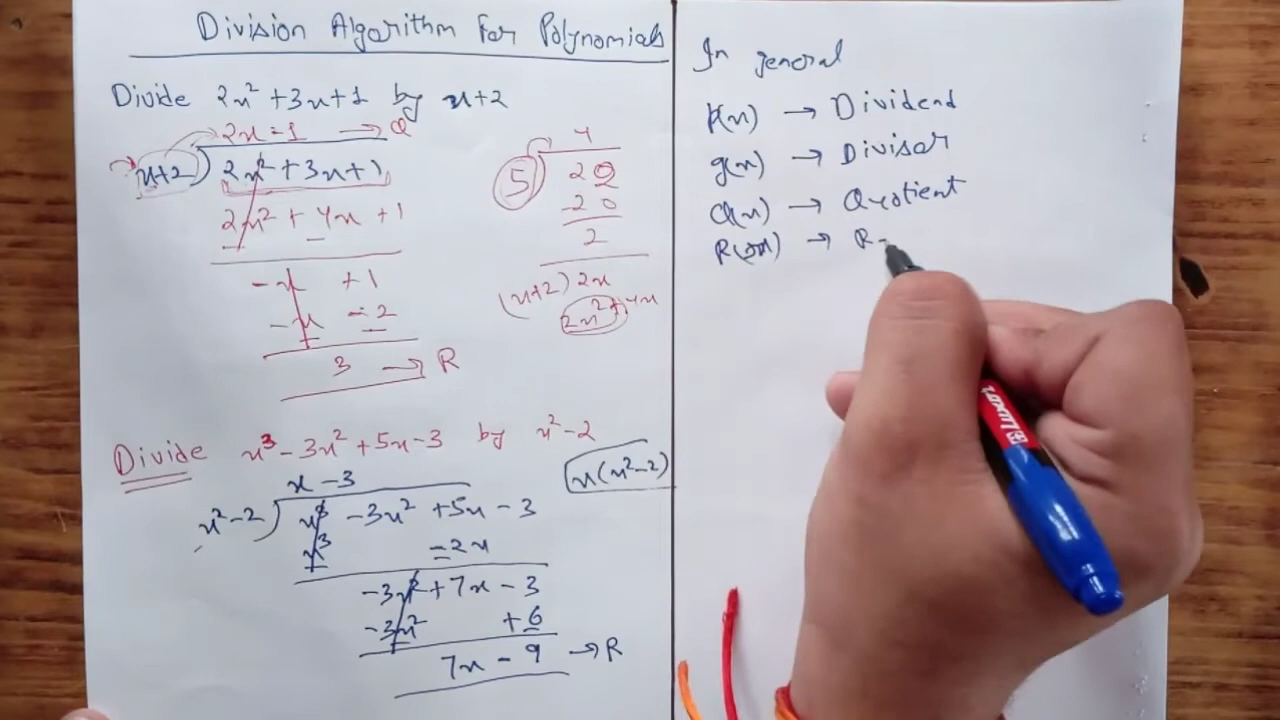 Division Algorithm For Polynomials
Divide 2x² + 3x + 1 by x+2
2x - 1 → Q
x+2 ) 2x² + 3x + 1
2x² + 4x + 1
-x + 1
-x - 2
3 → R
4
5 ) 22
20
2
(x+2) 2x
2x² + 4x
Divide x³ - 3x² + 5x - 3 by x² - 2
x(x²-2)
x - 3
x² - 2 ) x³ - 3x² + 5x - 3
x³ - 2x
-3x² + 7x - 3
-3x² + 6
7x - 9 → R
In general
p(x) → Dividend
g(x) → Divisor
Q(x) → Quotient
R(x) → R
LUXOR